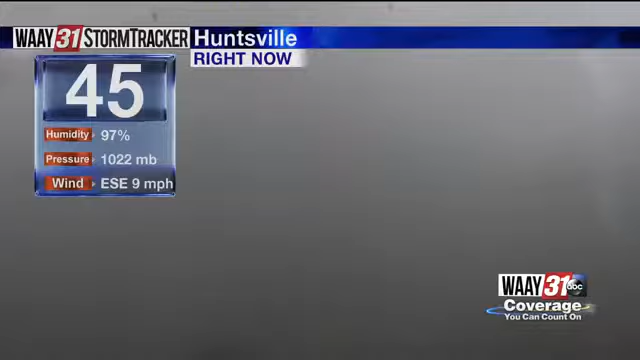 WAAY 31 STORMTRACKER Huntsville
RIGHT NOW
45
Humidity 97%
Pressure 1022 mb
Wind ESE 9 mph
WAAY 31 abc
Coverage
You Can Count On